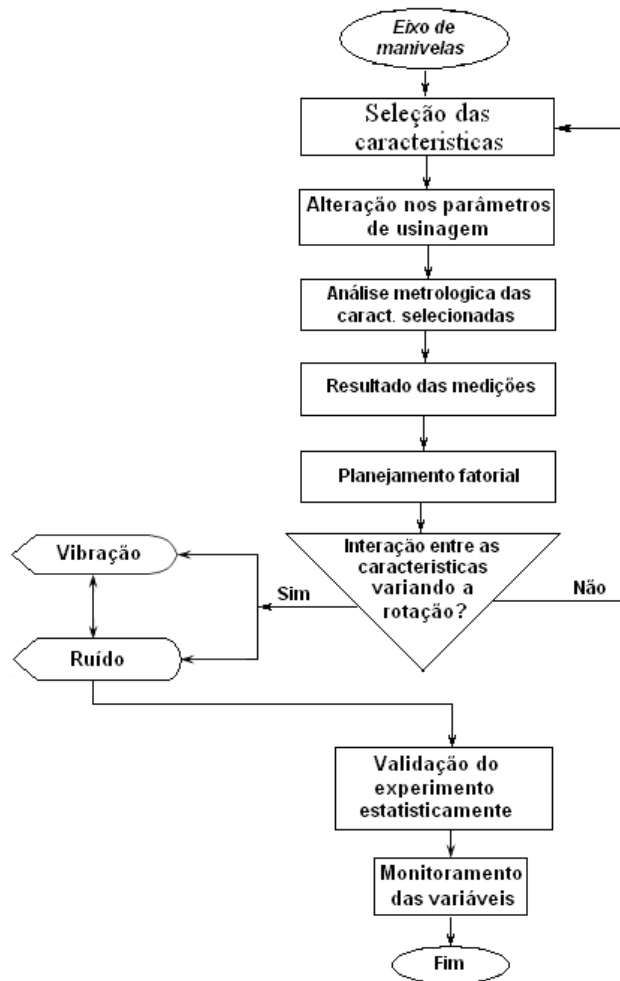 Eixo de
manivelas
Seleção das
caracteristicas
Alteração nos parâmetros
de usinagem
Análise metrologica das
caract. selecionadas
Resultado das medições
Planejamento fatorial
Interação entre as
caracteristicas
variando a
rotação?
Sim
Não
Vibração
Ruído
Validação do
experimento
estatisticamente
Monitoramento
das variáveis
Fim